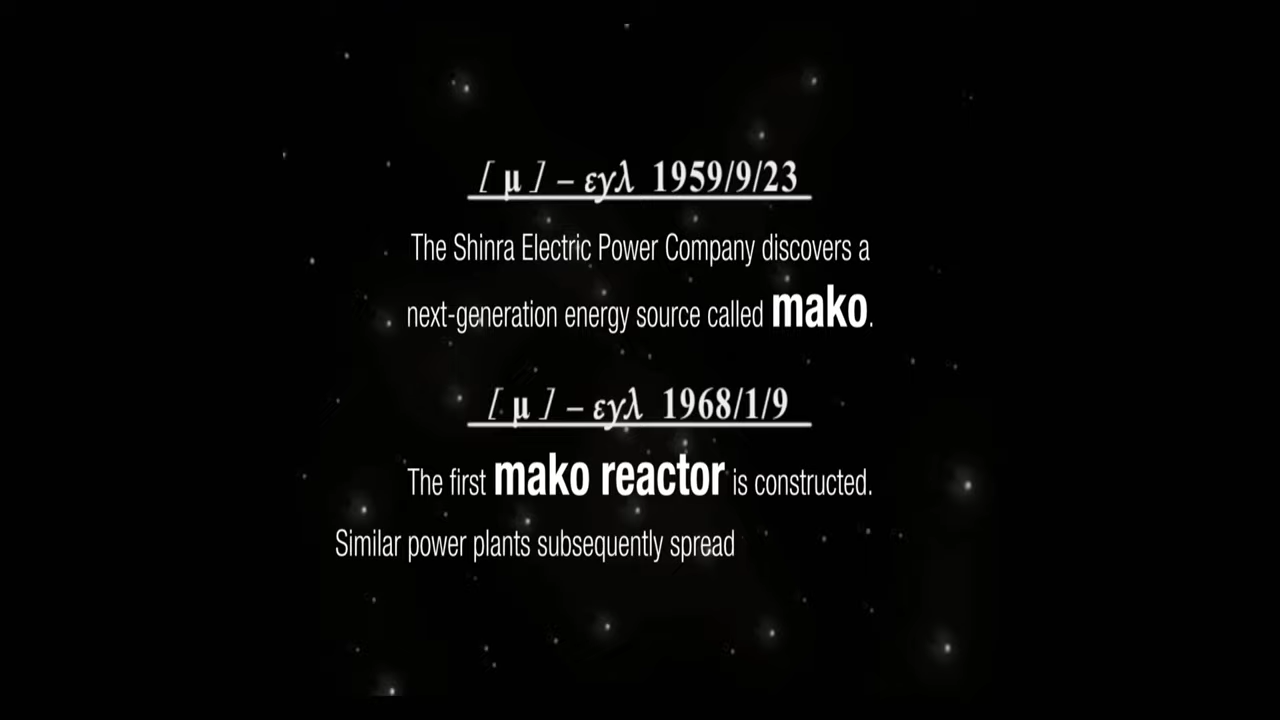 [ μ ] – εγλ 1959/9/23
The Shinra Electric Power Company discovers a
next-generation energy source called mako.
[ μ ] – εγλ 1968/1/9
The first mako reactor is constructed.
Similar power plants subsequently spread